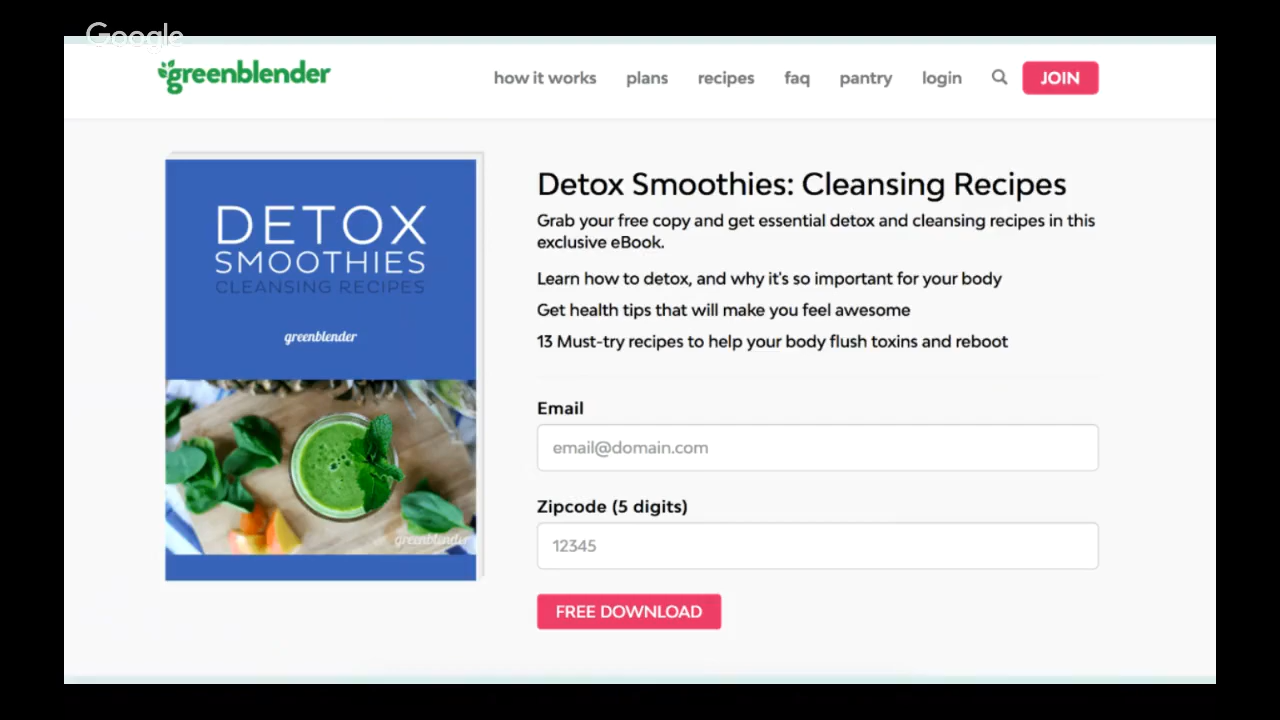 Google
greenblender
how it works plans recipes faq pantry login JOIN
DETOX
SMOOTHIES
CLEANSING RECIPES
greenblender
greenblender
Detox Smoothies: Cleansing Recipes
Grab your free copy and get essential detox and cleansing recipes in this
exclusive eBook.
Learn how to detox, and why it's so important for your body
Get health tips that will make you feel awesome
13 Must-try recipes to help your body flush toxins and reboot
Email
email@domain.com
Zipcode (5 digits)
12345
FREE DOWNLOAD